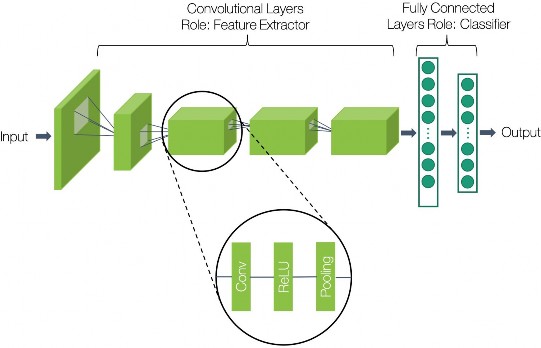 Convolutional Layers
Role: Feature Extractor
Fully Connected
Layers Role: Classifier
Input
Output
Conv
ReLU
Pooling